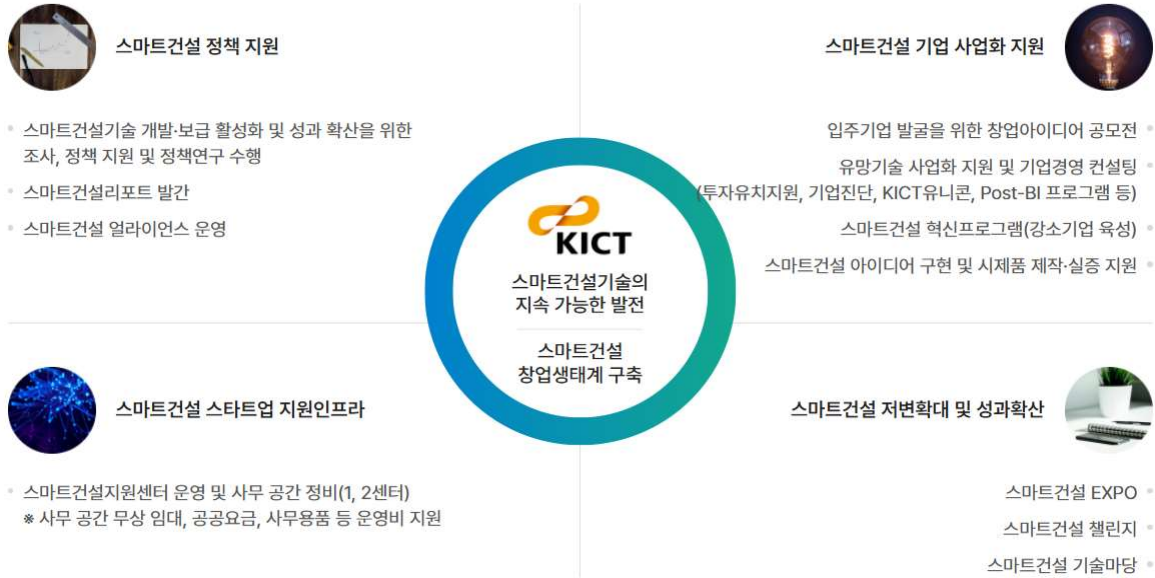 스마트건설 정책 지원
스마트건설기술 개발·보급 활성화 및 성과 확산을 위한
조사, 정책 지원 및 정책연구 수행
스마트건설리포트 발간
스마트건설 얼라이언스 운영
스마트건설 기업 사업화 지원
입주기업 발굴을 위한 창업아이디어 공모전
유망기술 사업화 지원 및 기업경영 컨설팅
(투자유치지원, 기업진단, KICT유니콘, Post-BI 프로그램 등)
스마트건설 혁신프로그램(강소기업 육성)
스마트건설 아이디어 구현 및 시제품 제작·실증 지원
KICT
스마트건설기술의
지속 가능한 발전
스마트건설
창업생태계 구축
스마트건설 스타트업 지원인프라
스마트건설지원센터 운영 및 사무 공간 정비(1, 2센터)
※ 사무 공간 무상 임대, 공공요금, 사무용품 등 운영비 지원
스마트건설 저변확대 및 성과확산
스마트건설 EXPO
스마트건설 챌린지
스마트건설 기술마당